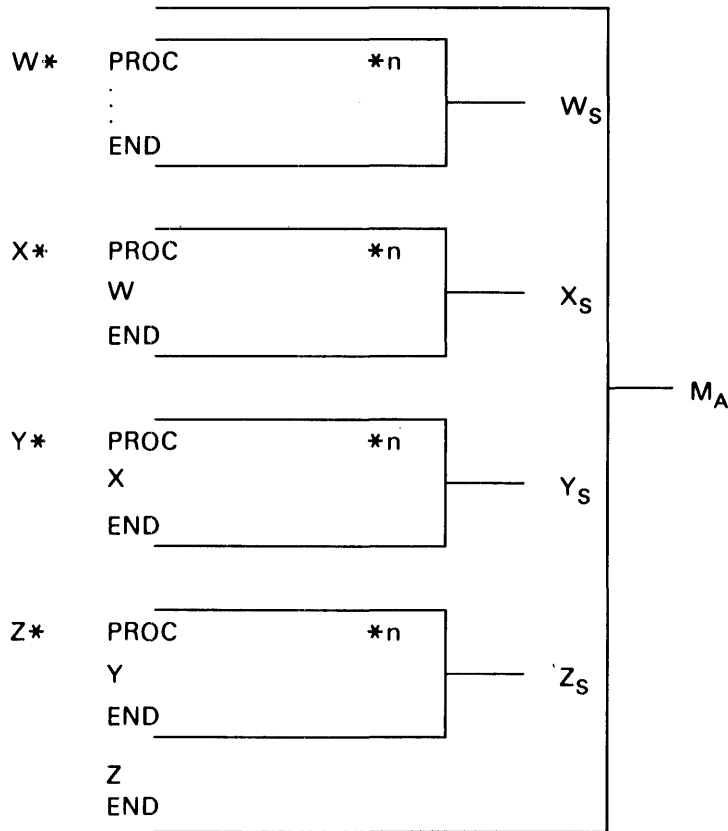 W* PROC *n
.
.
.
W_S
END
X* PROC *n
W
X_S
END
M_A
Y* PROC *n
X
Y_S
END
Z* PROC *n
Y
Z_S
END
Z
END